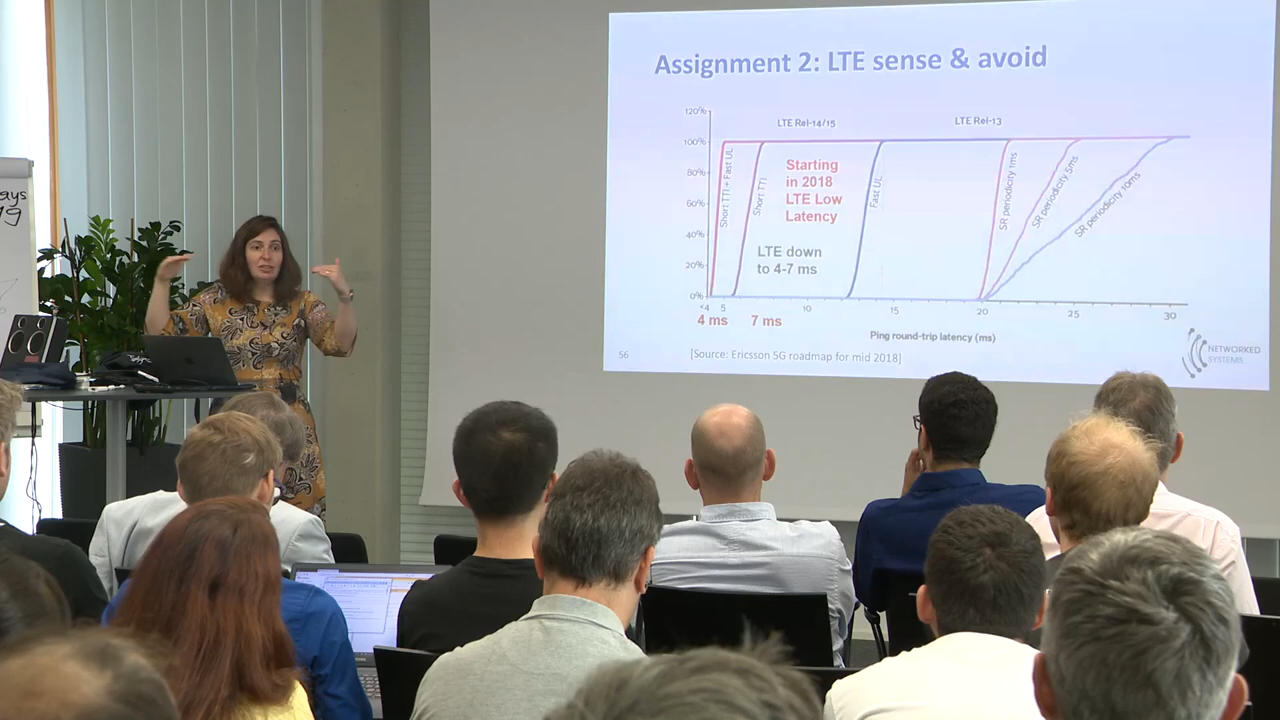 ays
Assignment 2: LTE sense & avoid
120%
100%
80%
60%
40%
20%
0%
LTE Rel-14/15
LTE Rel-13
Short TTI + Fast UL
Short TTI
Starting
in 2018
LTE Low
Latency
LTE down
to 4-7 ms
Fast UL
SR periodicity 1ms
SR periodicity 5ms
SR periodicity 10ms
<4 5 10 15 20 25 30
4 ms 7 ms
Ping round-trip latency (ms)
56
[Source: Ericsson 5G roadmap for mid 2018]
NETWORKED
SYSTEMS